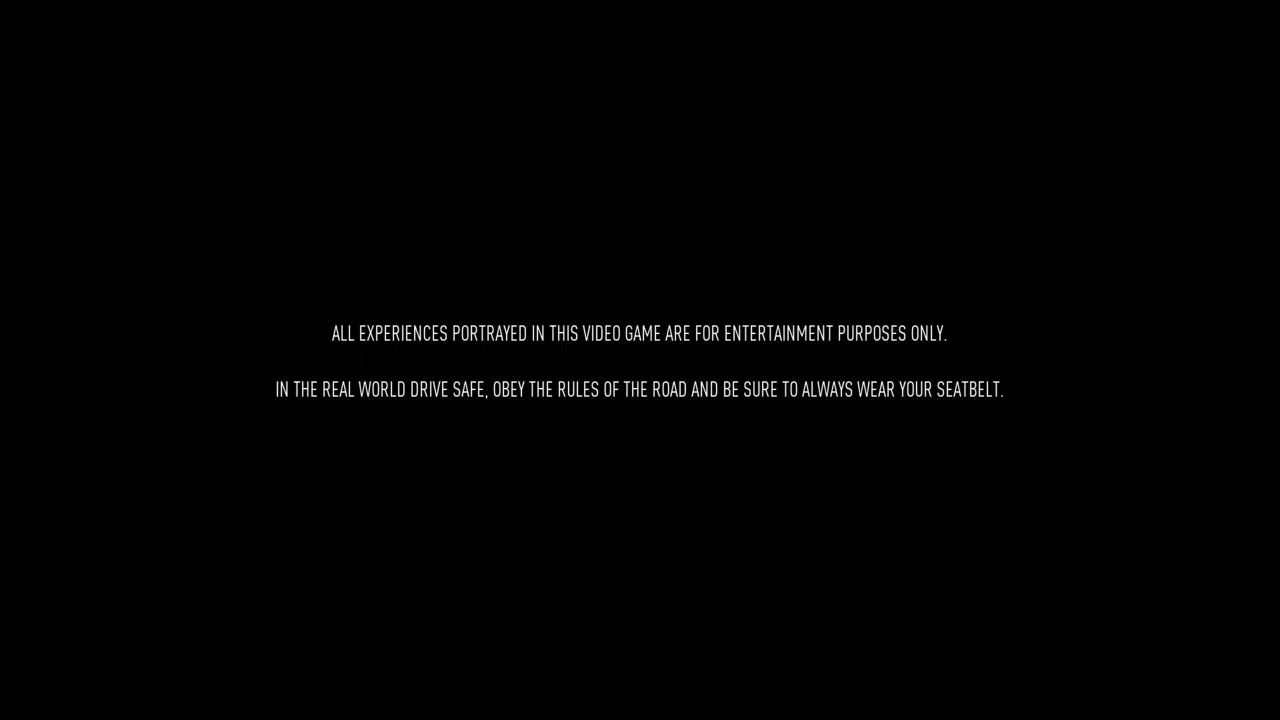 ALL EXPERIENCES PORTRAYED IN THIS VIDEO GAME ARE FOR ENTERTAINMENT PURPOSES ONLY.
IN THE REAL WORLD DRIVE SAFE, OBEY THE RULES OF THE ROAD AND BE SURE TO ALWAYS WEAR YOUR SEATBELT.